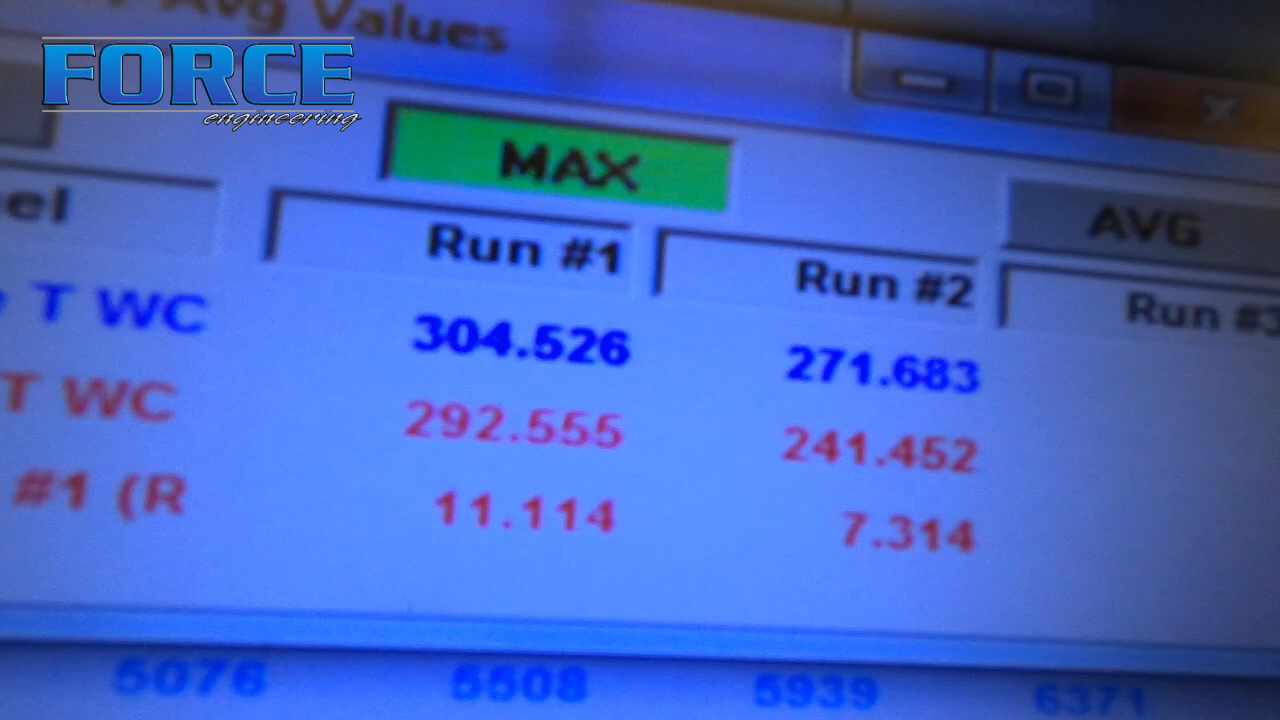 Avg Values
FORCE
engineering
MAX
AVG
el
Run #1
Run #2
Run #3
T WC
304.526
271.683
T WC
292.555
241.452
#1 (R
11.114
7.314
5076
5508
5939
6371